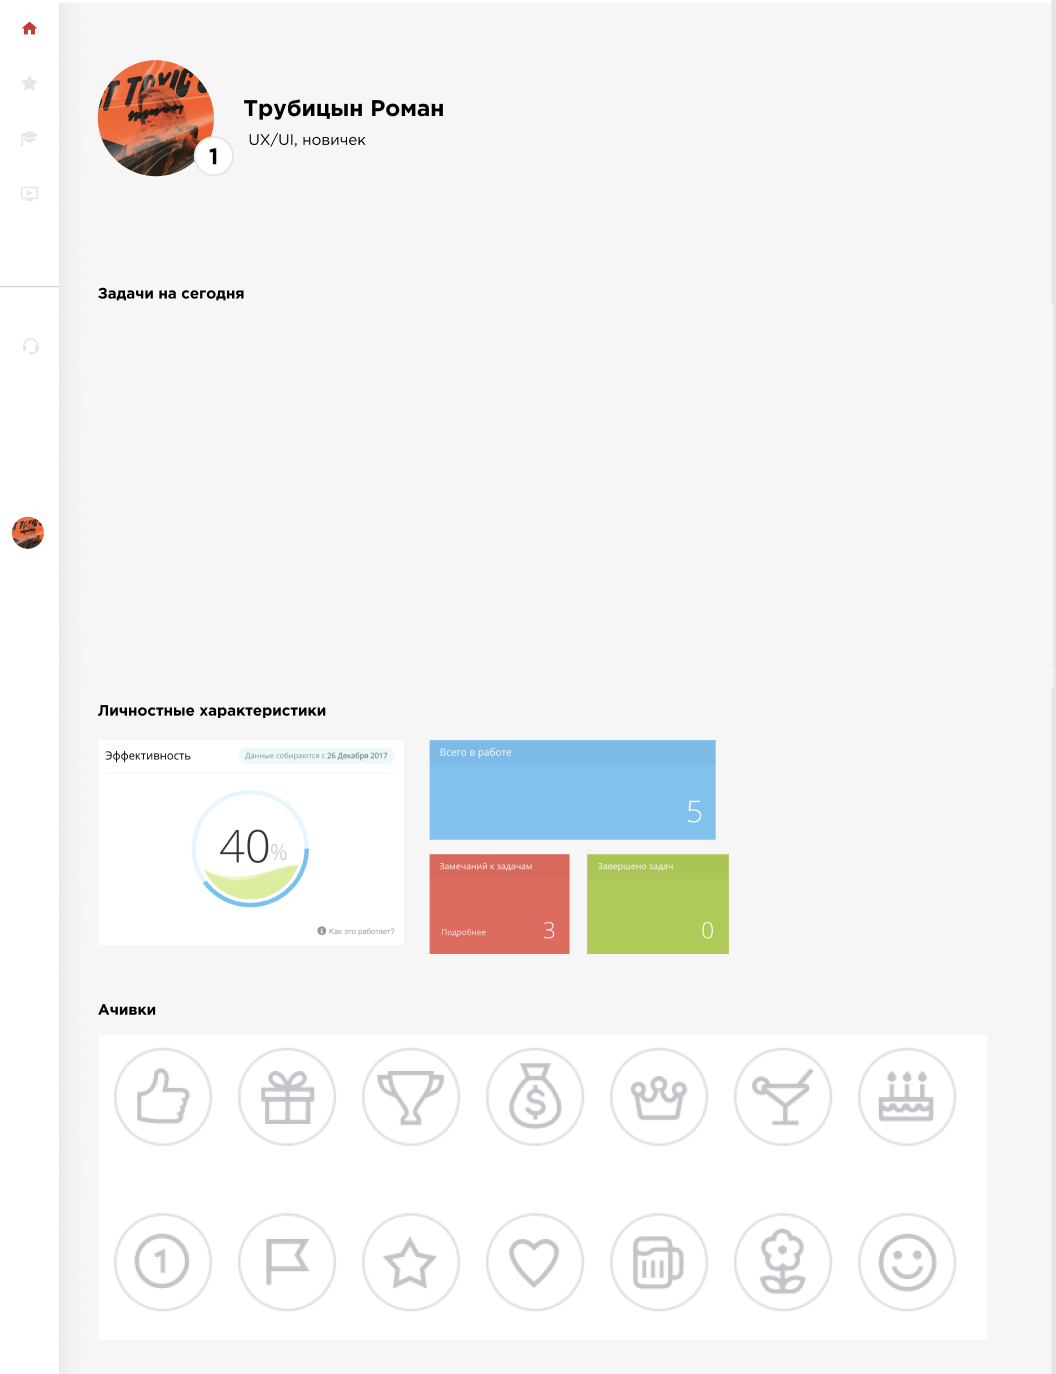 Трубицын Роман
UX/UI, новичек
1
Задачи на сегодня
Личностные характеристики
Эффективность
Данные собираются с 26 Декабря 2017
40%
Как это работает?
Всего в работе
5
Замечаний к задачам
Подробнее
3
Завершено задач
0
Ачивки
$
1